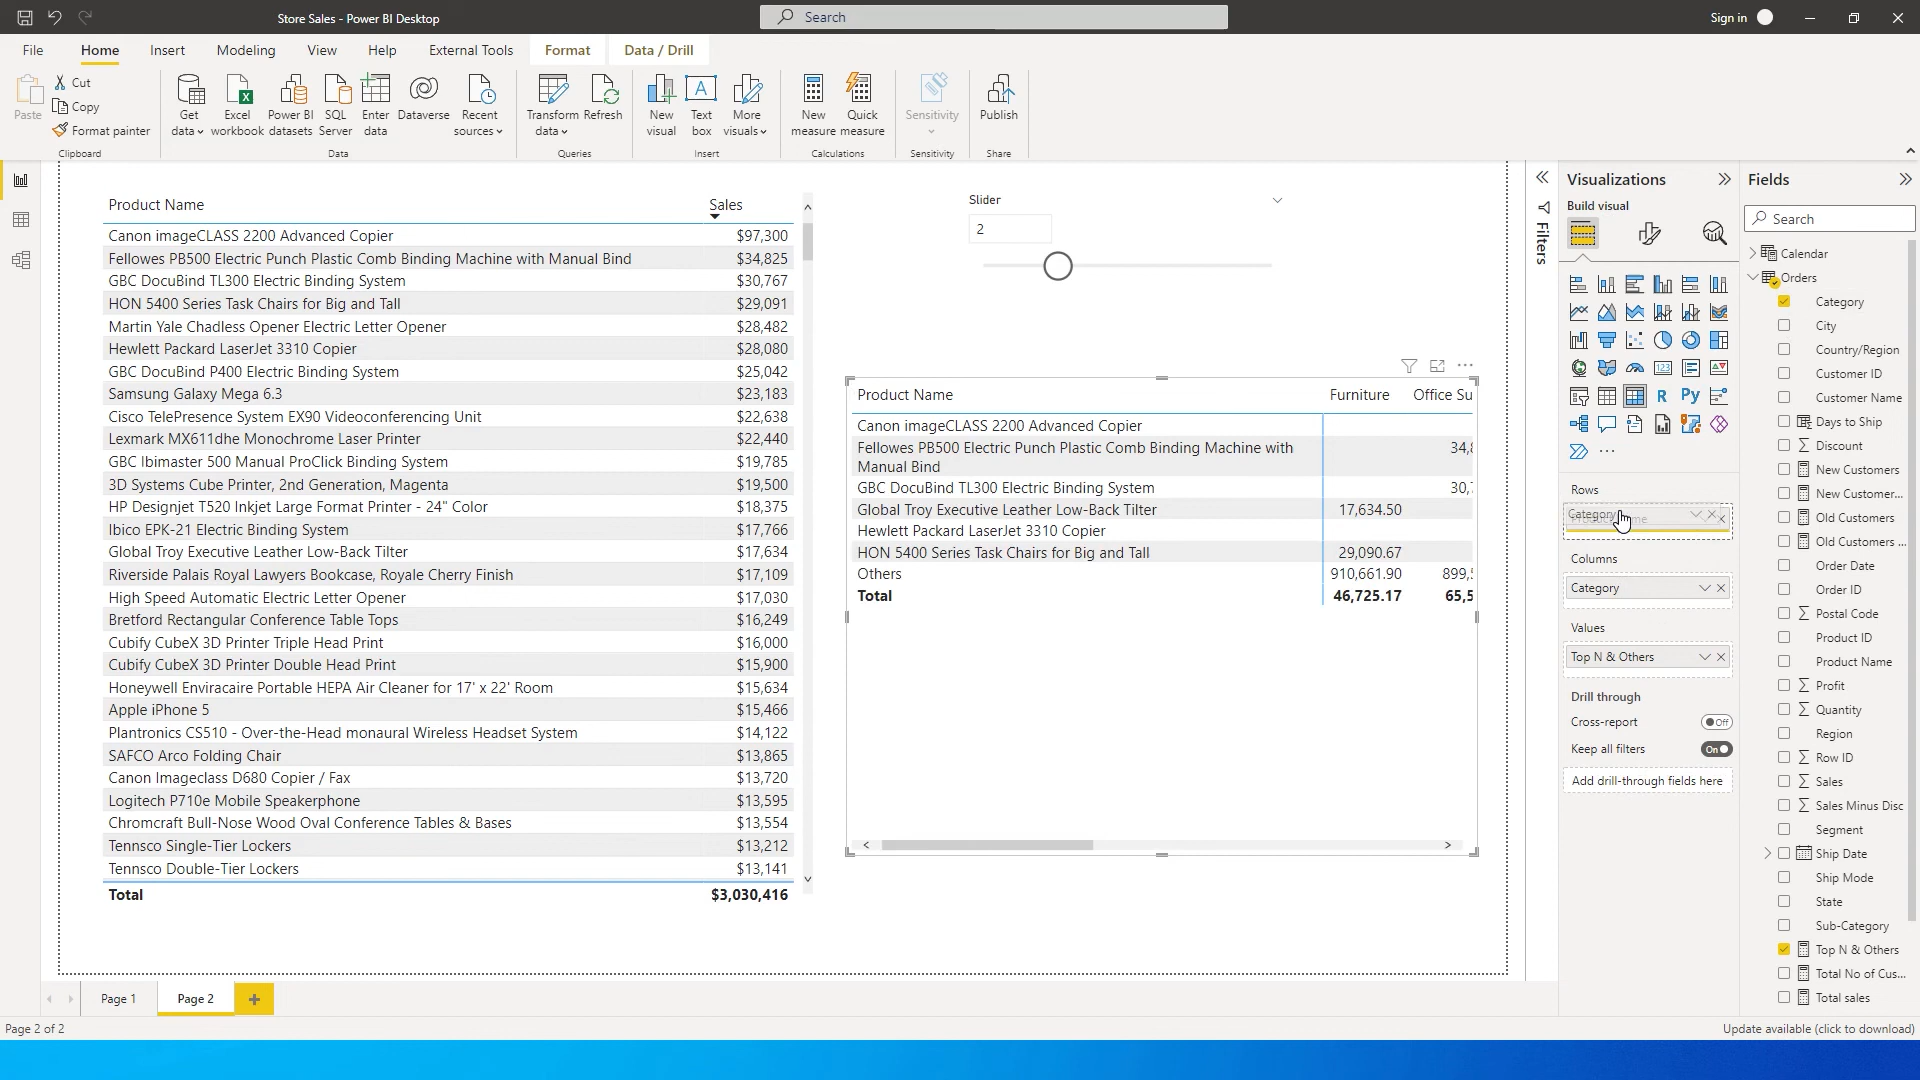 Store Sales - Power BI Desktop
Search
Sign in
File
Home
Insert
Modeling
View
Help
External Tools
Format
Data / Drill
Paste
Cut
Copy
Format painter
Clipboard
Get data
Excel workbook
Power BI datasets
SQL Server
Enter data
Dataverse
Recent sources
Data
Transform data
Refresh
Queries
New visual
A
Text box
More visuals
Insert
New measure
Quick measure
Calculations
Sensitivity
Sensitivity
Publish
Share
Product Name Sales
Canon imageCLASS 2200 Advanced Copier $97,300
Fellowes PB500 Electric Punch Plastic Comb Binding Machine with Manual Bind $34,825
GBC DocuBind TL300 Electric Binding System $30,767
HON 5400 Series Task Chairs for Big and Tall $29,091
Martin Yale Chadless Opener Electric Letter Opener $28,482
Hewlett Packard LaserJet 3310 Copier $28,080
GBC DocuBind P400 Electric Binding System $25,042
Samsung Galaxy Mega 6.3 $23,183
Cisco TelePresence System EX90 Videoconferencing Unit $22,638
Lexmark MX611dhe Monochrome Laser Printer $22,440
GBC Ibimaster 500 Manual ProClick Binding System $19,785
3D Systems Cube Printer, 2nd Generation, Magenta $19,500
HP Designjet T520 Inkjet Large Format Printer - 24" Color $18,375
Ibico EPK-21 Electric Binding System $17,766
Global Troy Executive Leather Low-Back Tilter $17,634
Riverside Palais Royal Lawyers Bookcase, Royale Cherry Finish $17,109
High Speed Automatic Electric Letter Opener $17,030
Bretford Rectangular Conference Table Tops $16,249
Cubify CubeX 3D Printer Triple Head Print $16,000
Cubify CubeX 3D Printer Double Head Print $15,900
Honeywell Enviracaire Portable HEPA Air Cleaner for 17' x 22' Room $15,634
Apple iPhone 5 $15,466
Plantronics CS510 - Over-the-Head monaural Wireless Headset System $14,122
SAFCO Arco Folding Chair $13,865
Canon Imageclass D680 Copier / Fax $13,720
Logitech P710e Mobile Speakerphone $13,595
Chromcraft Bull-Nose Wood Oval Conference Tables & Bases $13,554
Tennsco Single-Tier Lockers $13,212
Tennsco Double-Tier Lockers $13,141
Total $3,030,416
Slider
2
Product Name Furniture Office Su
Canon imageCLASS 2200 Advanced Copier
Fellowes PB500 Electric Punch Plastic Comb Binding Machine with 34,8
Manual Bind
GBC DocuBind TL300 Electric Binding System 30,7
Global Troy Executive Leather Low-Back Tilter 17,634.50
Hewlett Packard LaserJet 3310 Copier
HON 5400 Series Task Chairs for Big and Tall 29,090.67
Others 910,661.90 899,5
Total 46,725.17 65,5
Filters
Visualizations
Build visual
123
R
Py
Rows
Category
Columns
Category
Values
Top N & Others
Drill through
Cross-report Off
Keep all filters On
Add drill-through fields here
Fields
Search
Calendar
Orders
Category
City
Country/Region
Customer ID
Customer Name
Days to Ship
Discount
New Customers
New Customer...
Old Customers
Old Customers ...
Order Date
Order ID
Postal Code
Product ID
Product Name
Profit
Quantity
Region
Row ID
Sales
Sales Minus Disc
Segment
Ship Date
Ship Mode
State
Sub-Category
Top N & Others
Total No of Cus...
Total sales
Page 1
Page 2
Page 2 of 2
Update available (click to download)